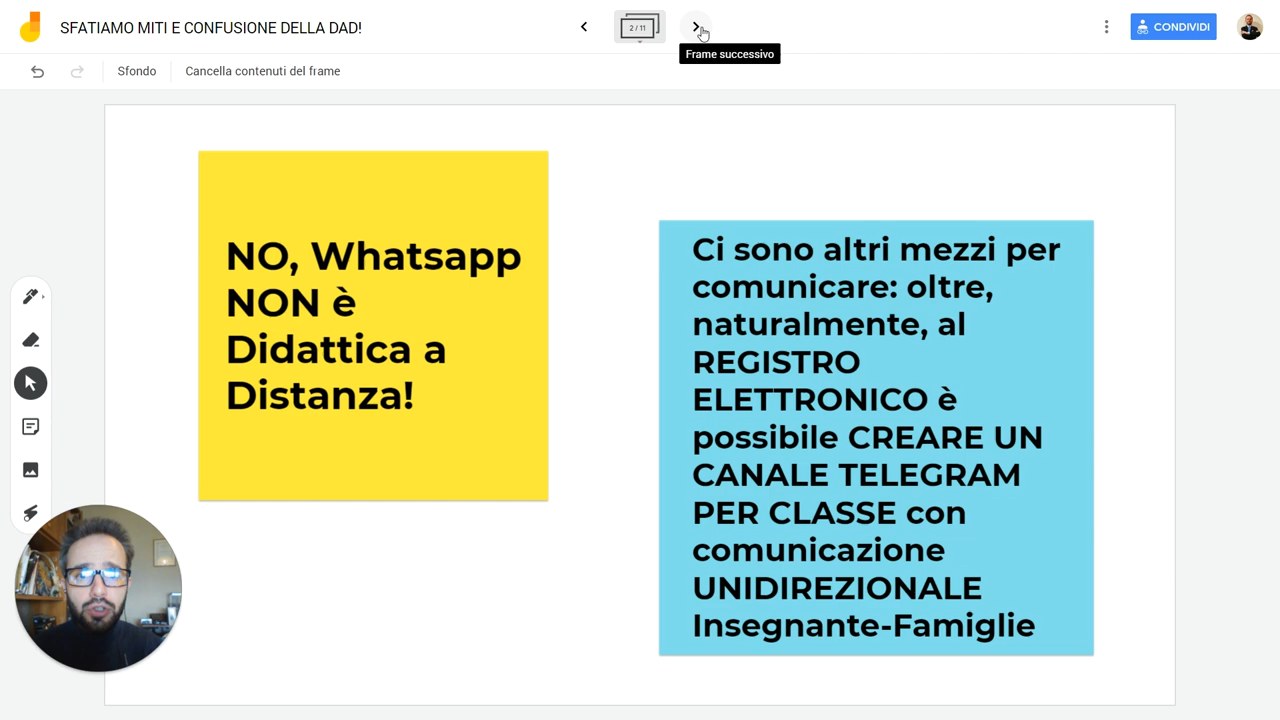 SFATIAMO MITI E CONFUSIONE DELLA DAD!
2 / 11
CONDIVIDI
Frame successivo
Sfondo
Cancella contenuti del frame
NO, Whatsapp
NON è
Didattica a
Distanza!
Ci sono altri mezzi per
comunicare: oltre,
naturalmente, al
REGISTRO
ELETTRONICO è
possibile CREARE UN
CANALE TELEGRAM
PER CLASSE con
comunicazione
UNIDIREZIONALE
Insegnante-Famiglie